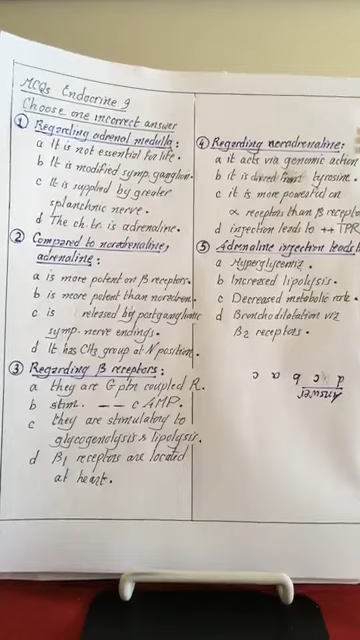 MCQs Endocrine 9
Choose one incorrect answer
① Regarding adrenal medulla:
a It is not essential for life.
b It is modified symp. ganglion.
c It is supplied by greater
splanchnic nerve.
d The ch. tr. is adrenaline.
② Compared to noradrenaline,
adrenaline:
a is more potent on β receptors.
b is more potent than noradren.
c is released by postganglionic
symp. nerve endings.
d It has CH3 group at N position.
③ Regarding β receptors:
a they are G ptn coupled R.
b stim. — — c AMP.
c they are stimulatory to
glycogenolysis & lipolysis.
d β1 receptors are located
at heart.
④ Regarding noradrenaline:
a it acts via genomic action
b it is tyrosine.
c it is more powerful on
α receptors than β recepto
d injection leads to ++ TPR
⑤ Adrenaline injection leads t
a Hyperglycemia.
b Increased lipolysis.
c Decreased metabolic rate.
d Bronchodilatation via
β2 receptors.
Answer
d c b a c